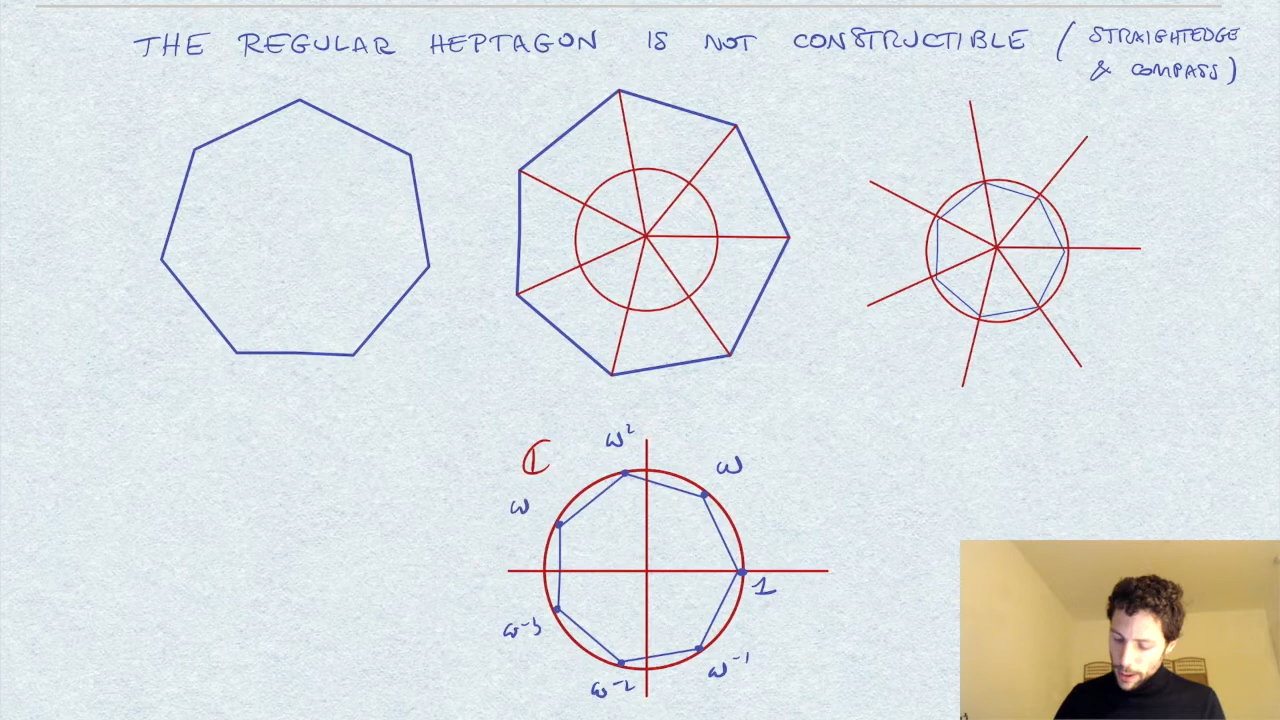 THE REGULAR HEPTAGON IS NOT CONSTRUCTIBLE ( STRAIGHTEDGE
& COMPASS )
ℂ
ω²
ω
ω
1
ω⁻³
ω⁻²
ω⁻¹